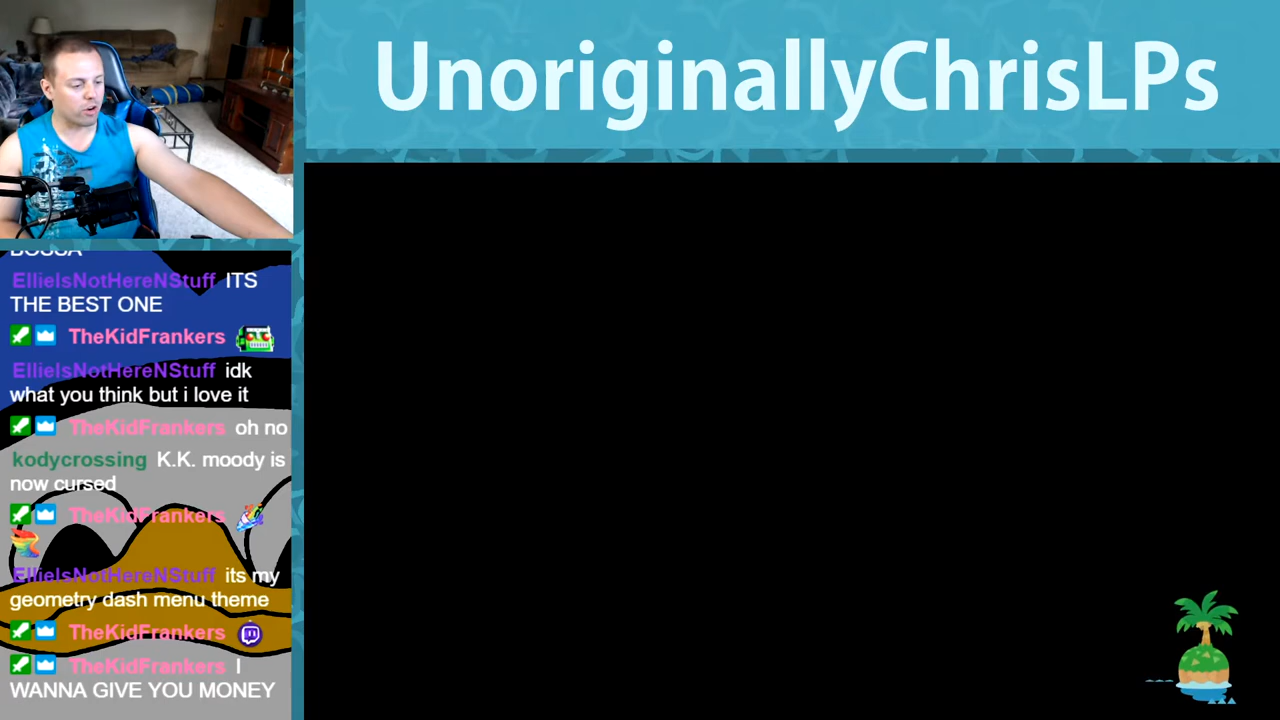 UnoriginallyChrisLPs
BOSSA
EllieIsNotHereNStuff ITS
THE BEST ONE
TheKidFrankers
EllieIsNotHereNStuff idk
what you think but i love it
TheKidFrankers oh no
kodycrossing K.K. moody is
now cursed
TheKidFrankers
EllieIsNotHereNStuff its my
geometry dash menu theme
TheKidFrankers
TheKidFrankers I
WANNA GIVE YOU MONEY